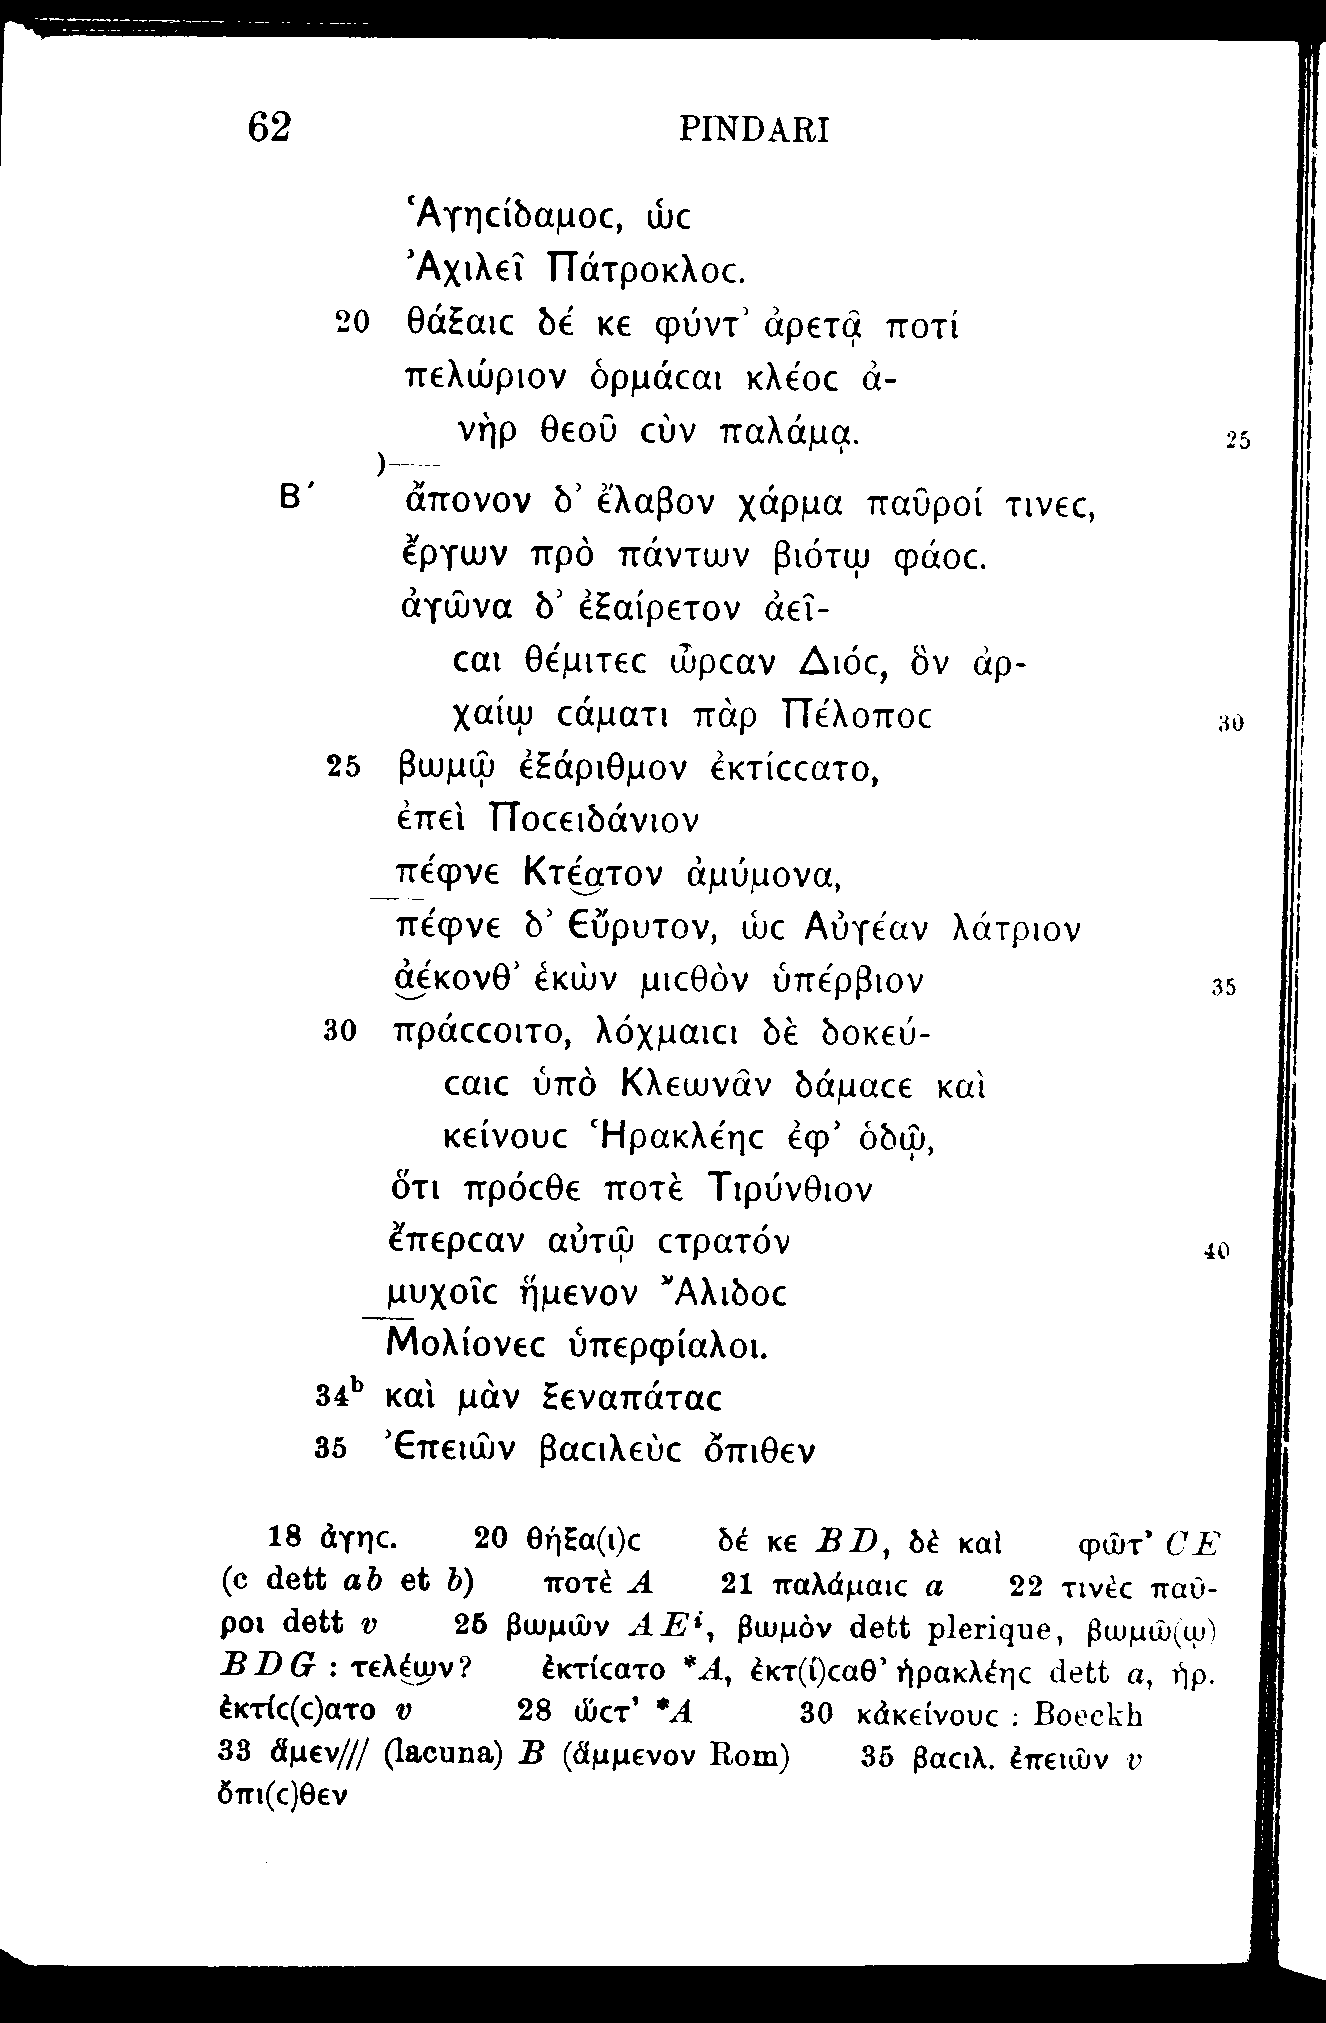 62 PINDARI
Ἁγηϲίδαμοϲ, ὡϲ
Ἀχιλεῖ Πάτροκλοϲ.
20 θάξαιϲ δέ κε φύντ’ ἀρετᾷ ποτί
πελώριον ὁρμάϲαι κλέοϲ ἀ-
νὴρ θεοῦ ϲὺν παλάμᾳ. 25
Β´ ἄπονον δ’ ἔλαβον χάρμα παῦροί τινεϲ,
ἔργων πρὸ πάντων βιότῳ φάοϲ.
ἀγῶνα δ’ ἐξαίρετον ἀεῖ-
ϲαι θέμιτεϲ ὦρϲαν Διόϲ, ὃν ἀρ-
χαίῳ ϲάματι πὰρ Πέλοποϲ 30
25 βωμῷ ἑξάριθμον ἐκτίϲϲατο,
ἐπεὶ Ποϲειδάνιον
πέφνε Κτέατον ἀμύμονα,
πέφνε δ’ Εὔρυτον, ὡϲ Αὐγέαν λάτριον
ἀέκονθ’ ἑκὼν μιϲθὸν ὑπέρβιον 35
30 πράϲϲοιτο, λόχμαιϲι δὲ δοκεύ-
ϲαιϲ ὑπὸ Κλεωνᾶν δάμαϲε καὶ
κείνουϲ Ἡρακλέηϲ ἐφ’ ὁδῷ,
ὅτι πρόϲθε ποτὲ Τιρύνθιον
ἔπερϲαν αὐτῷ ϲτρατόν 40
μυχοῖϲ ἥμενον Ἄλιδοϲ
Μολίονεϲ ὑπερφίαλοι.
34ᵇ καὶ μὰν ξεναπάταϲ
35 Ἐπειῶν βαϲιλεὺϲ ὄπιθεν
18 ἀγηϲ. 20 θήξα(ι)ϲ δέ κε BD, δὲ καὶ φῶτ’ CE
(ϲ dett ab et b) ποτὲ A 21 παλάμαιϲ a 22 τινὲϲ παῦ-
ροι dett v 25 βωμῶν AEⁱ, βωμὸν dett plerique, βωμῶ(ῳ)
BDG : τελέων? ἐκτίϲατο *A, ἐκτ(ί)ϲαθ’ ἡρακλέηϲ dett a, ἡρ.
ἐκτίϲ(ϲ)ατο v 28 ὥϲτ’ *A 30 κἀκείνουϲ : Boeckh
33 ἅμεν/// (lacuna) B (ἅμμενον Rom) 35 βαϲιλ. ἐπειῶν v
ὄπι(ϲ)θεν